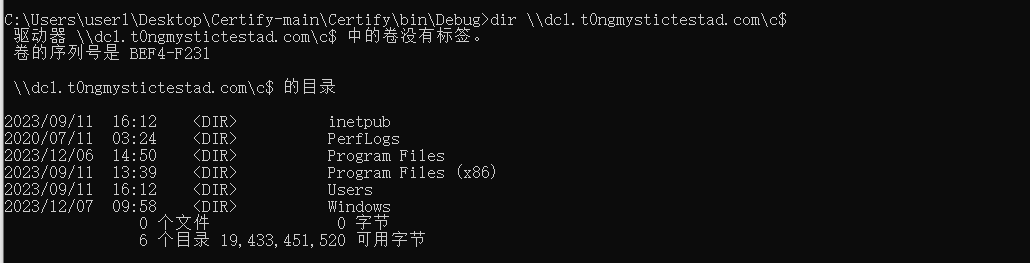 C:\Users\user1\Desktop\Certify-main\Certify\bin\Debug>dir \\dc1.t0ngmystictestad.com\c$
驱动器 \\dc1.t0ngmystictestad.com\c$ 中的卷没有标签。
卷的序列号是 BEF4-F231
\\dc1.t0ngmystictestad.com\c$ 的目录
2023/09/11  16:12    <DIR>          inetpub
2020/07/11  03:24    <DIR>          PerfLogs
2023/12/06  14:50    <DIR>          Program Files
2023/09/11  13:39    <DIR>          Program Files (x86)
2023/09/11  16:12    <DIR>          Users
2023/12/07  09:58    <DIR>          Windows
0 个文件              0 字节
6 个目录 19,433,451,520 可用字节